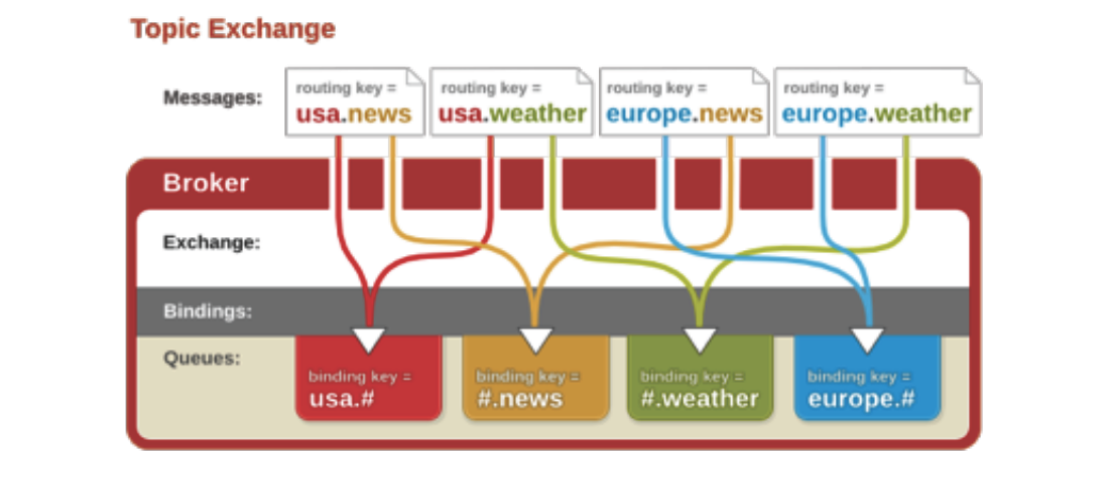 Topic Exchange
Messages:
routing key =
usa.news
routing key =
usa.weather
routing key =
europe.news
routing key =
europe.weather
Broker
Exchange:
Bindings:
Queues:
binding key =
usa.#
binding key =
#.news
binding key =
#.weather
binding key =
europe.#